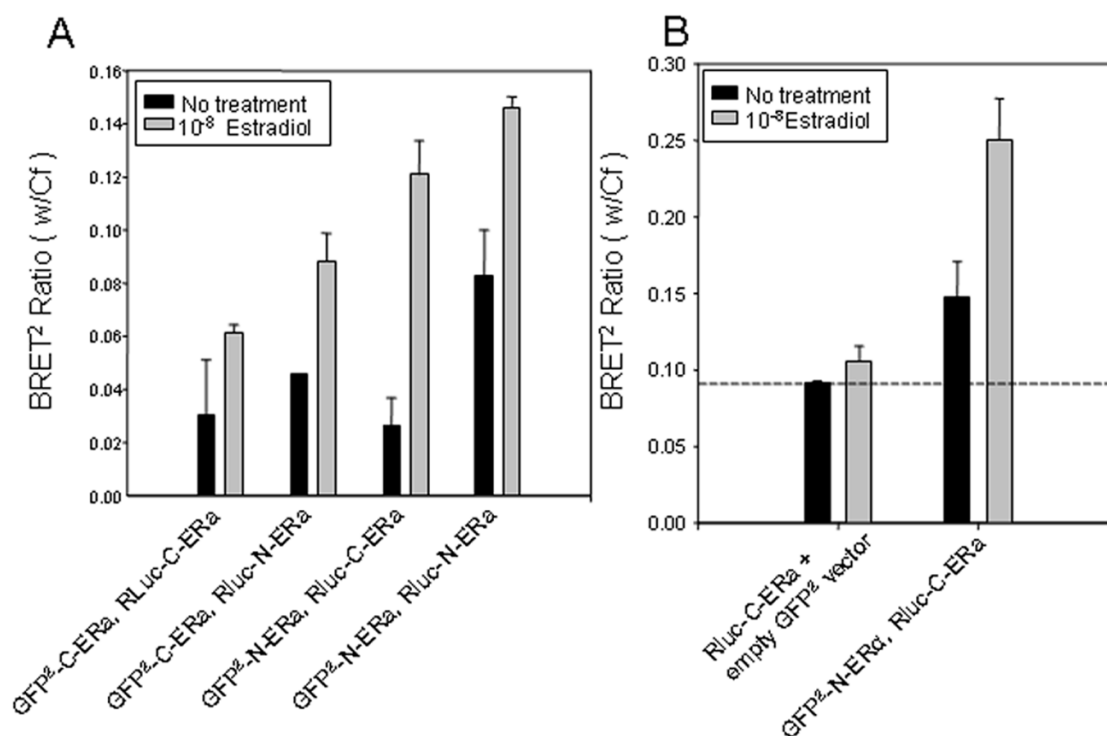 A
No treatment
10⁻⁸ Estradiol
BRET² Ratio ( w/Cf)
0.16
0.14
0.12
0.10
0.08
0.06
0.04
0.02
0.00
GFP²-C-ERa, RLuc-C-ERa
GFP²-C-ERa, Rluc-N-ERa
GFP²-N-ERa, Rluc-C-ERa
GFP²-N-ERa, Rluc-N-ERa
B
No treatment
10⁻⁸Estradiol
BRET² Ratio ( w/Cf)
0.30
0.25
0.20
0.15
0.10
0.05
0.00
Rluc-C-ERa +
empty GFP² vector
GFP²-N-ERα, Rluc-C-ERa